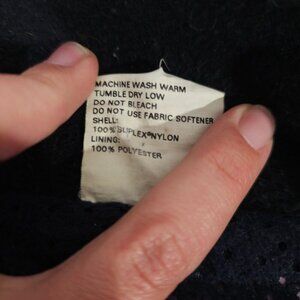 MACHINE WASH WARM
TUMBLE DRY LOW
DO NOT BLEACH
DO NOT USE FABRIC SOFTENER
SHELL:
100% SUPLEX® NYLON
LINING:
100% POLYESTER